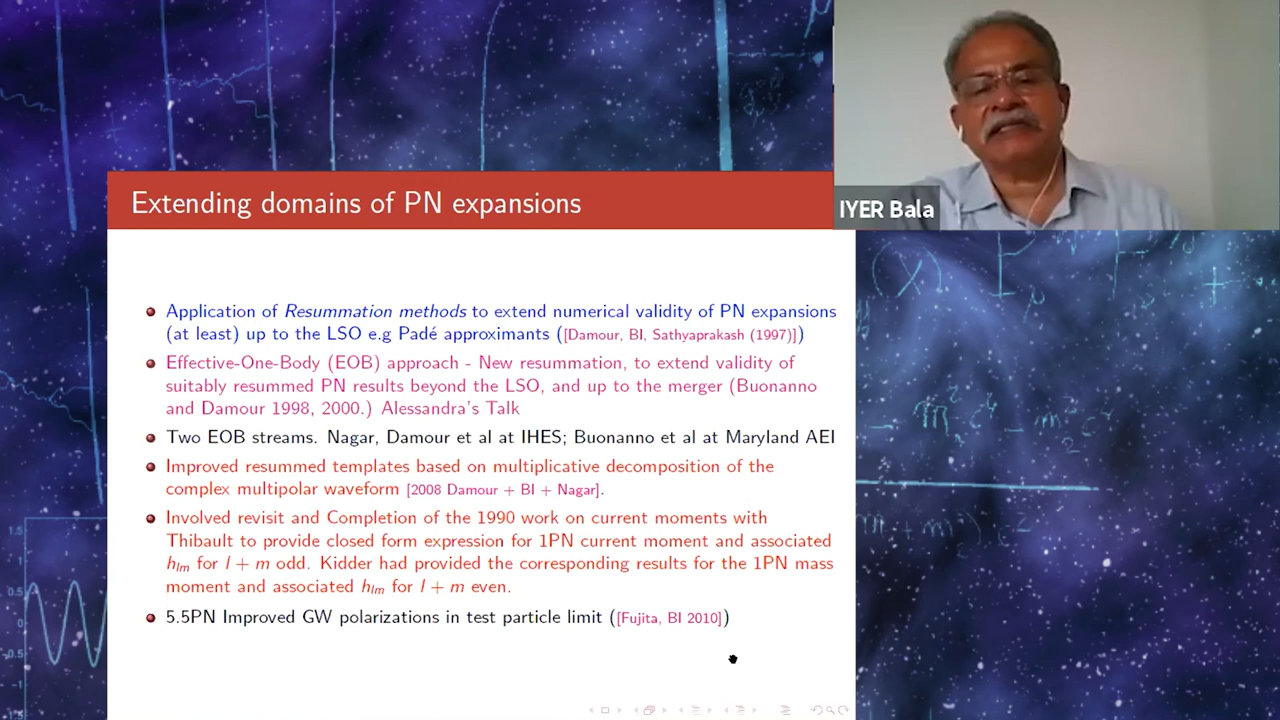 IYER Bala
Extending domains of PN expansions
Application of Resummation methods to extend numerical validity of PN expansions
(at least) up to the LSO e.g Padé approximants ([Damour, BI, Sathyaprakash (1997)])
Effective-One-Body (EOB) approach - New resummation, to extend validity of
suitably resummed PN results beyond the LSO, and up to the merger (Buonanno
and Damour 1998, 2000.) Alessandra's Talk
Two EOB streams. Nagar, Damour et al at IHES; Buonanno et al at Maryland AEI
Improved resummed templates based on multiplicative decomposition of the
complex multipolar waveform [2008 Damour + BI + Nagar].
Involved revisit and Completion of the 1990 work on current moments with
Thibault to provide closed form expression for 1PN current moment and associated
hlm for l + m odd. Kidder had provided the corresponding results for the 1PN mass
moment and associated hlm for l + m even.
5.5PN Improved GW polarizations in test particle limit ([Fujita, BI 2010])
1.5
0.5
0
-0.5